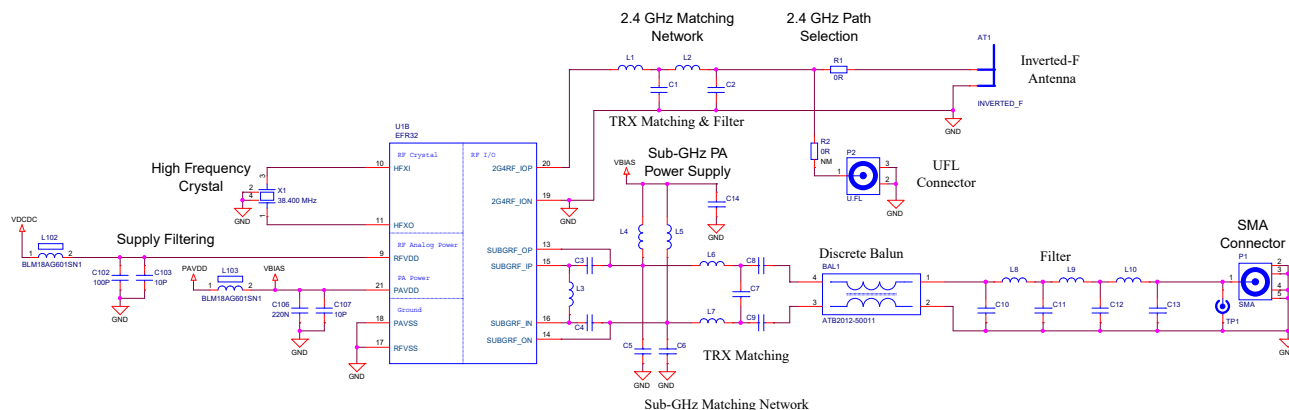 2.4 GHz Matching
Network
2.4 GHz Path
Selection
AT1
Inverted-F
Antenna
INVERTED_F
L1
L2
R1
0R
C1
C2
GND
TRX Matching & Filter
R2
0R
NM
P2
1
3
2
U.FL
UFL
Connector
GND
U1B
EFR32
RF Crystal
RF I/O
High Frequency
Crystal
10
HFXI
2G4RF_IOP
20
3
2
4
X1
38.400 MHz
1
GND
11
HFXO
2G4RF_ION
19
GND
Sub-GHz PA
Power Supply
VBIAS
C14
GND
L4
L5
VDCDC
L102
1
2
BLM18AG601SN1
Supply Filtering
C102
100P
C103
10P
GND
9
RF Analog Power
RFVDD
PAVDD
L103
1
2
BLM18AG601SN1
VBIAS
C106
220N
C107
10P
GND
21
PA Power
PAVDD
Ground
18
PAVSS
17
RFVSS
GND
SUBGRF_OP
13
SUBGRF_IP
15
SUBGRF_IN
16
SUBGRF_ON
14
C3
L3
C4
L6
C8
C7
L7
C9
C5
C6
GND
GND
TRX Matching
Sub-GHz Matching Network
Discrete Balun
BAL1
4
3
1
2
ATB2012-50011
Filter
L8
L9
L10
C10
C11
C12
C13
TP1
SMA
Connector
P1
1
2
3
4
5
SMA
GND